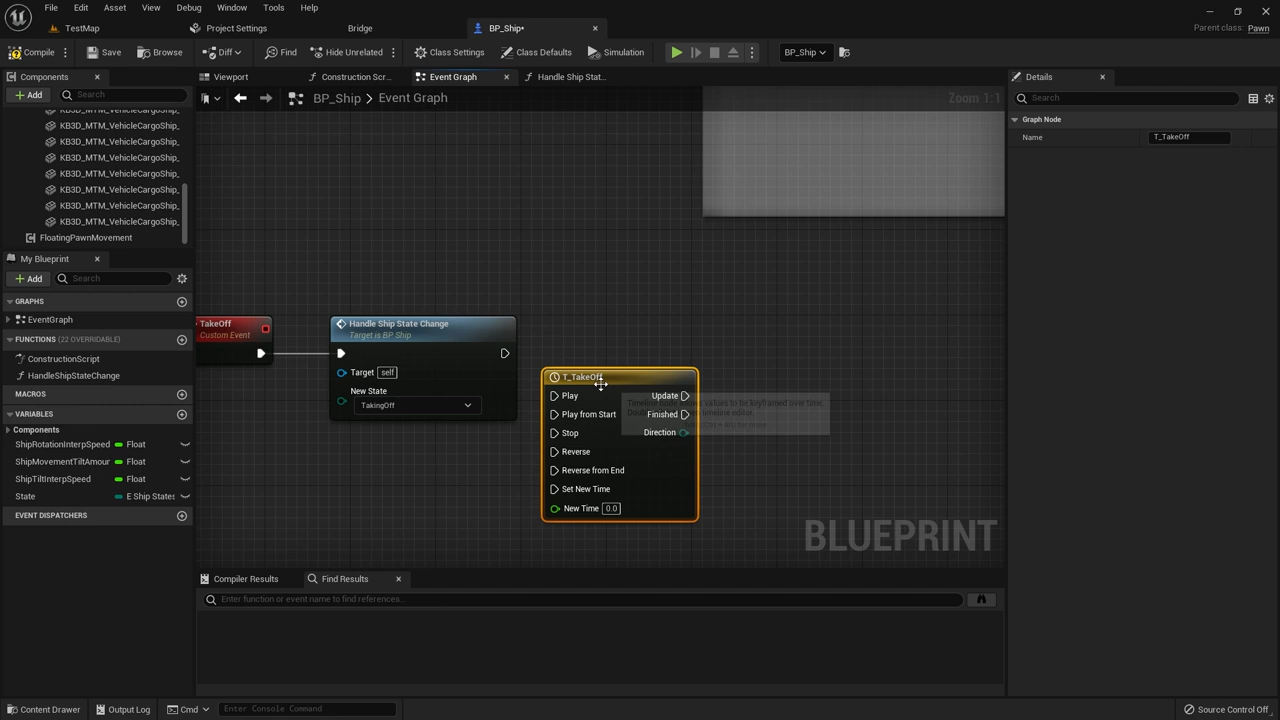 File Edit Asset View Debug Window Tools Help
TestMap Project Settings Bridge BP_Ship•
Parent class: Pawn
Compile Save Browse Diff Find Hide Unrelated Class Settings Class Defaults Simulation BP_Ship
Components Viewport Construction Scr... Event Graph Handle Ship Stat... Details
Add Search BP_Ship > Event Graph Zoom 1:1 Search
KB3D_MTM_VehicleCargoShip_
KB3D_MTM_VehicleCargoShip_
KB3D_MTM_VehicleCargoShip_
KB3D_MTM_VehicleCargoShip_
KB3D_MTM_VehicleCargoShip_
KB3D_MTM_VehicleCargoShip_
KB3D_MTM_VehicleCargoShip_
KB3D_MTM_VehicleCargoShip_
FloatingPawnMovement
Graph Node
Name T_TakeOff
My Blueprint
Add Search
GRAPHS
EventGraph
FUNCTIONS (22 OVERRIDABLE)
ConstructionScript
HandleShipStateChange
MACROS
VARIABLES
Components
ShipRotationInterpSpeed Float
ShipMovementTiltAmour Float
ShipTiltInterpSpeed Float
State E Ship States
EVENT DISPATCHERS
TakeOff
Custom Event
Handle Ship State Change
Target is BP Ship
Target self
New State
TakingOff
T_TakeOff
Play Update
Play from Start Finished
Stop Direction
Reverse
Reverse from End
Set New Time
New Time 0.0
BLUEPRINT
Compiler Results Find Results
Enter function or event name to find references...
Content Drawer Output Log Cmd Enter Console Command Source Control Off